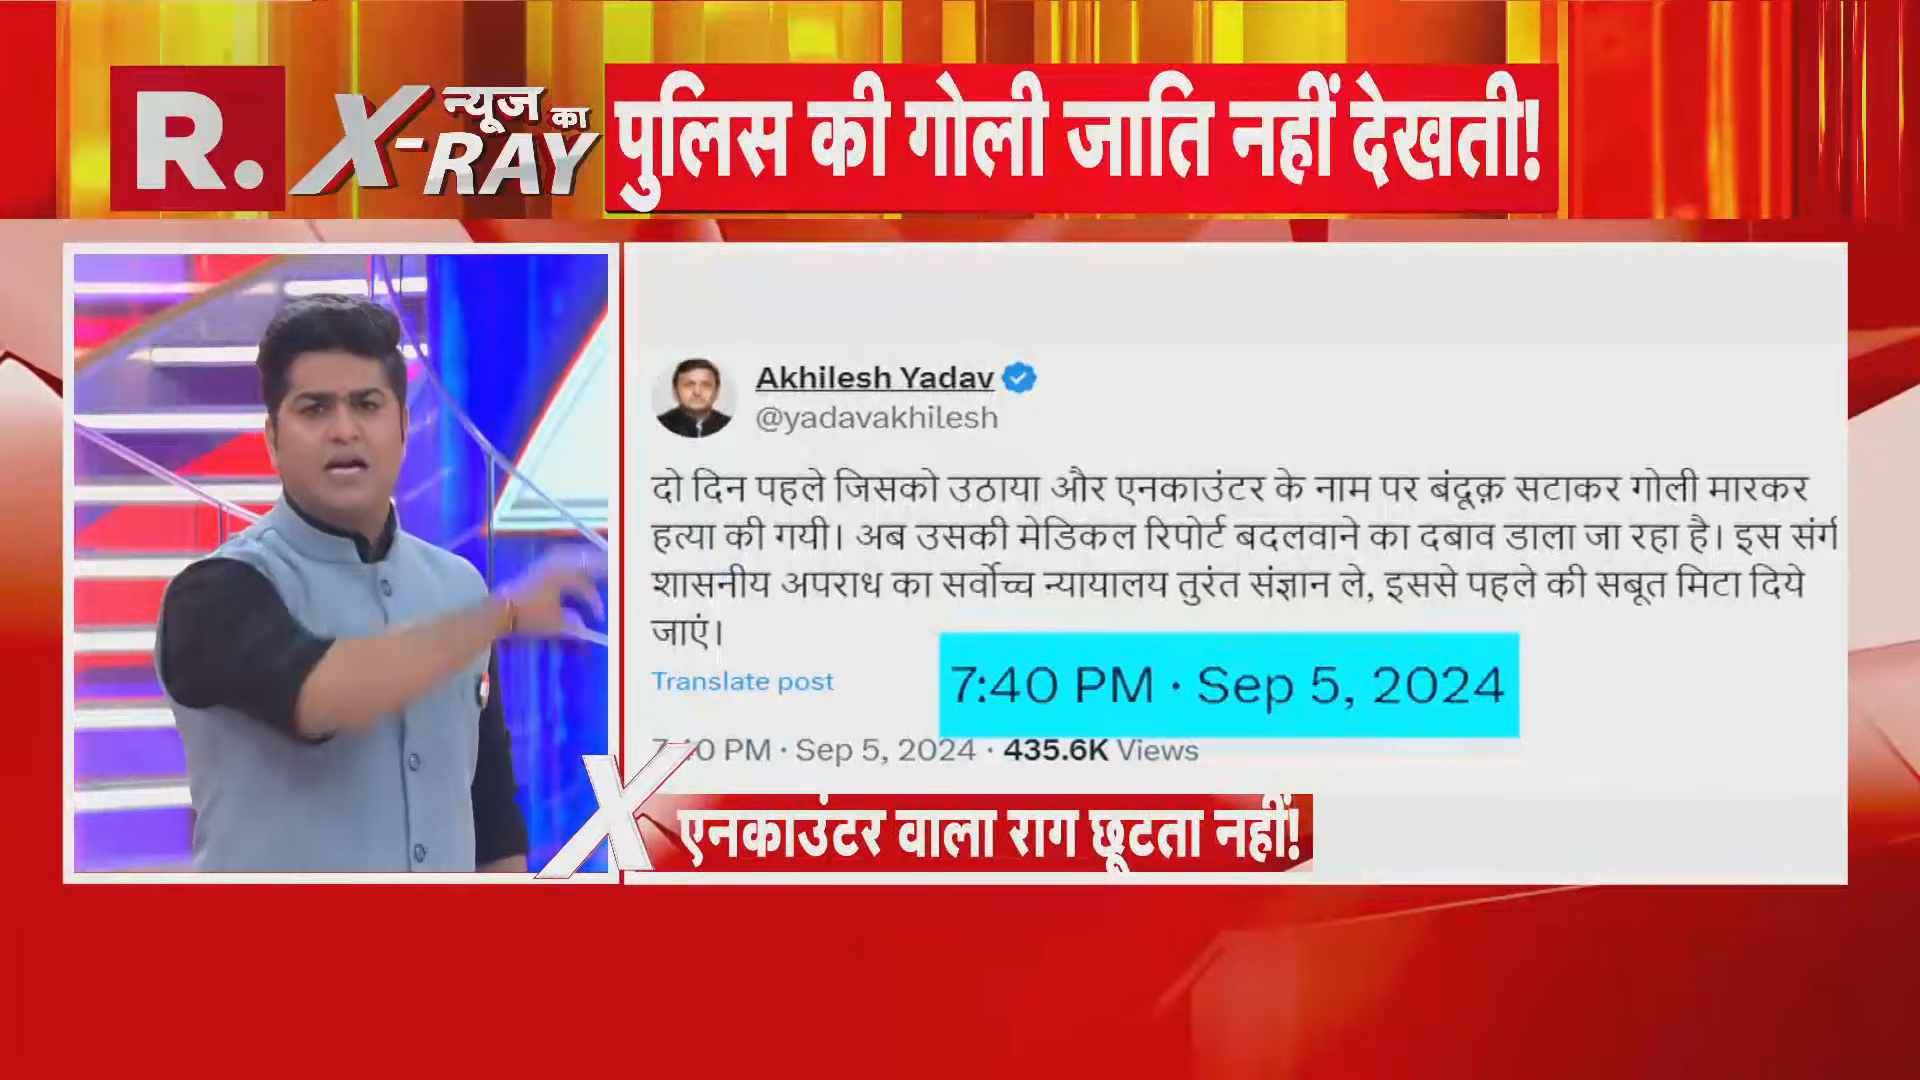 R.
न्यूज का
X-RAY
पुलिस की गोली जाति नहीं देखती!
Akhilesh Yadav
@yadavakhilesh
दो दिन पहले जिसको उठाया और एनकाउंटर के नाम पर बंदूक़ सटाकर गोली मारकर
हत्या की गयी। अब उसकी मेडिकल रिपोर्ट बदलवाने का दबाव डाला जा रहा है। इस
शासनीय अपराध का सर्वोच्च न्यायालय तुरंत संज्ञान ले, इससे पहले की सबूत मिटा दिये
जाएं।
Translate post
7:40 PM · Sep 5, 2024
PM · Sep 5, 2024 · 435.6K Views
X
एनकाउंटर वाला राग छूटता नहीं!